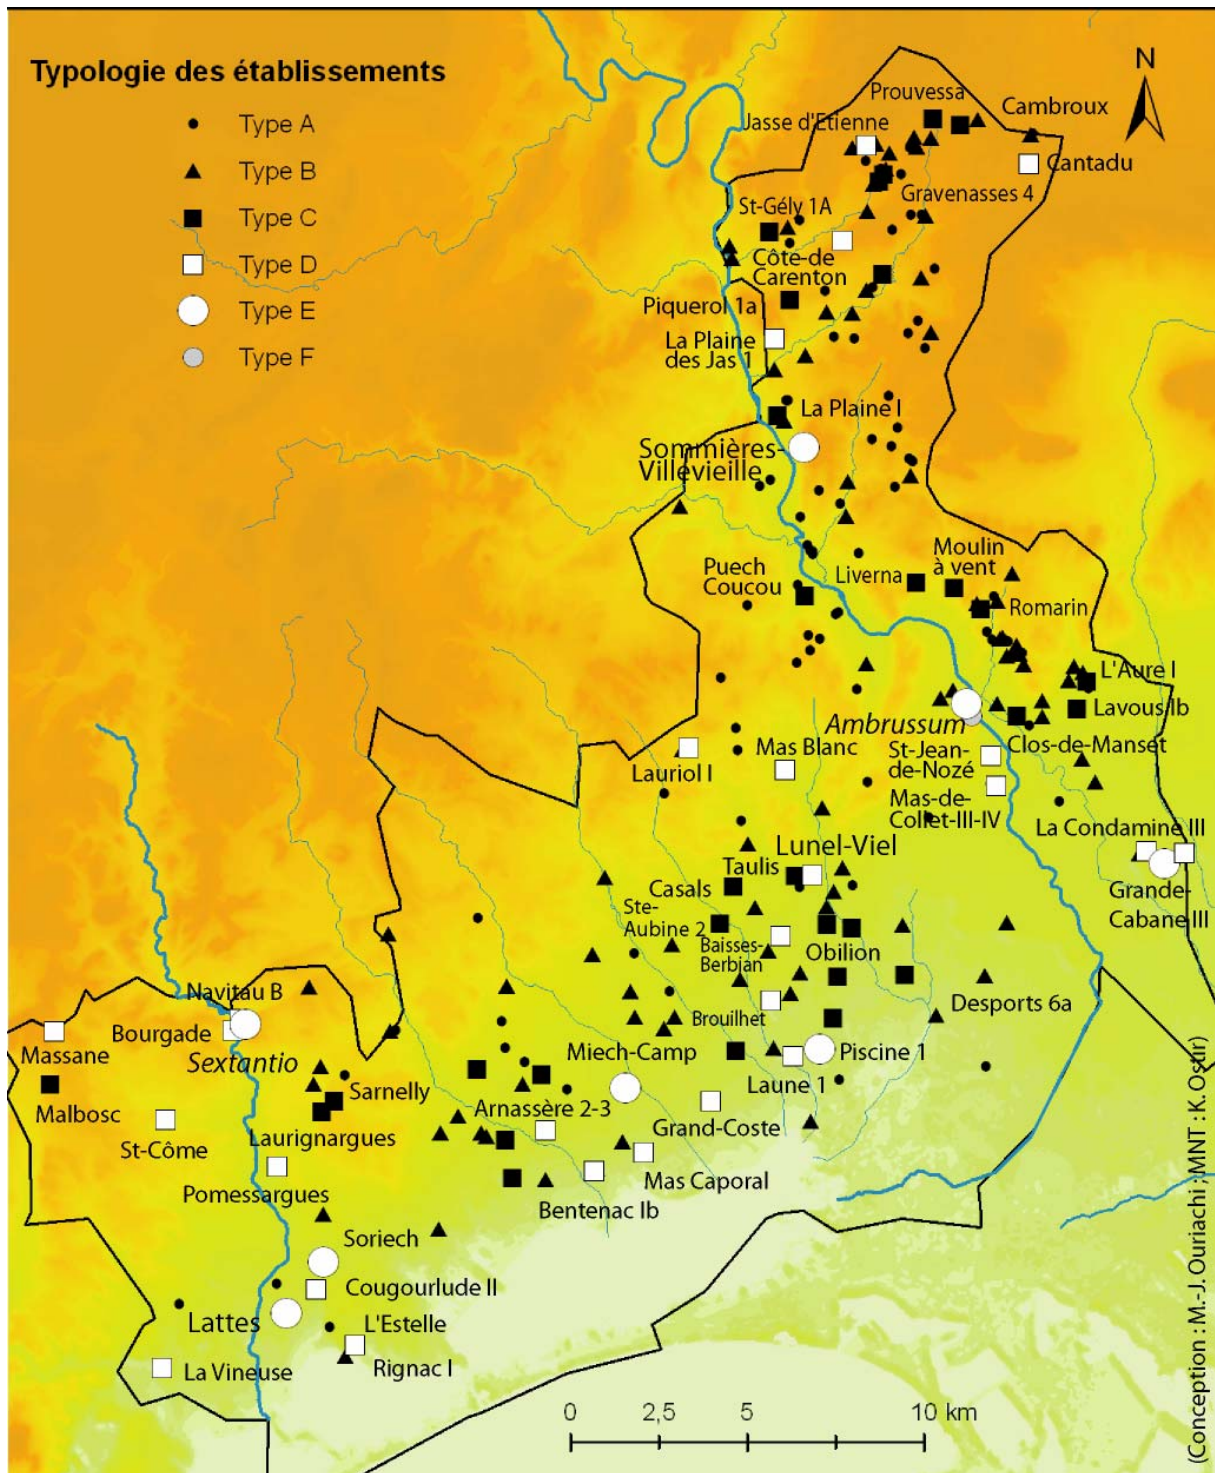 Typologie des établissements
Type A
Type B
Type C
Type D
Type E
Type F
N
Prouvessa
Cambroux
Jasse d'Etienne
Cantadu
Gravenasses 4
St-Gély 1A
Côte-de
Carenton
Piquerol 1a
La Plaine
des Jas 1
La Plaine I
Sommières-
Villevieille
Moulin
à vent
Puech
Coucou
Liverna
Romarin
L'Aure I
Lavous Ib
Ambrussum
Clos-de-Manset
St-Jean-
de-Nozé
Mas Blanc
Lauriol I
Mas-de-
Collet-III-IV
La Condamine III
Lunel-Viel
Taulis
Casals
Grande-
Cabane III
Ste-
Aubine 2
Baisses-
Berbian
Obilion
Desports 6a
Navitau B
Bourgade
Brouilhet
Massane
Sextantio
Miech-Camp
Piscine 1
Laune 1
Malbosc
Sarnelly
Arnassère 2-3
Grand-Coste
St-Côme
Laurignargues
Mas Caporal
Pomessargues
Bentenac Ib
Soriech
Cougourlude II
Lattes
L'Estelle
La Vineuse
Rignac I
0 2,5 5 10 km
(Conception : M.-J. Ouriachi ; MNT : K. Ostir)